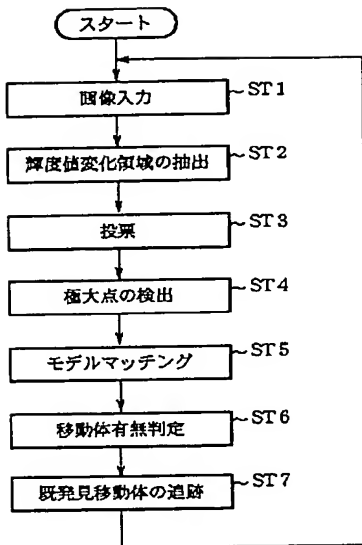 スタート
画像入力 ST1
輝度値変化領域の抽出 ST2
投票 ST3
極大点の検出 ST4
モデルマッチング ST5
移動体有無判定 ST6
既発見移動体の追跡 ST7